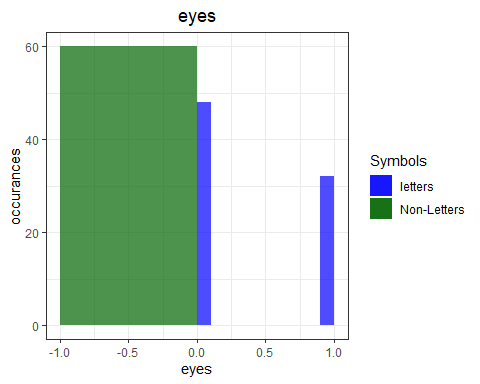 eyes
occurances
60
40
20
0
-1.0 -0.5 0.0 0.5 1.0
eyes
Symbols
letters
Non-Letters